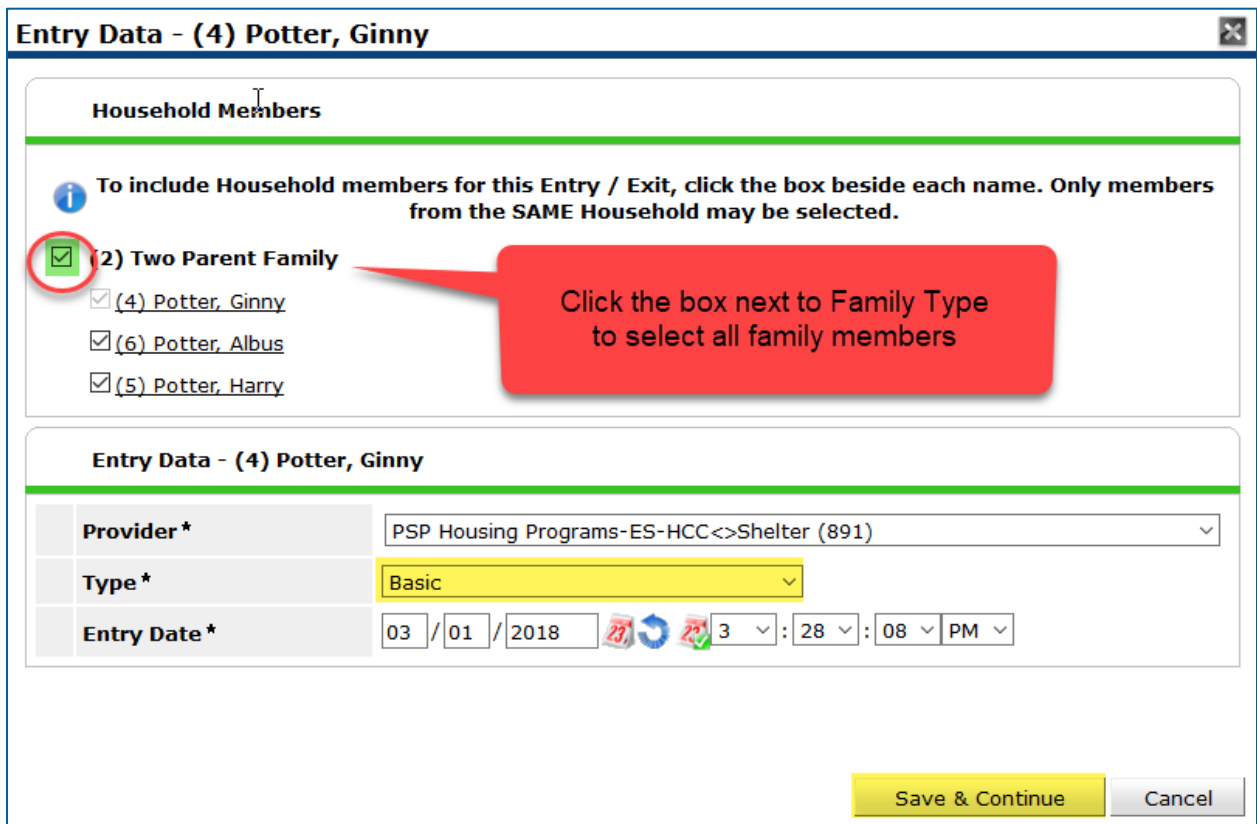 Entry Data - (4) Potter, Ginny
Household Members
To include Household members for this Entry / Exit, click the box beside each name. Only members
from the SAME Household may be selected.
(2) Two Parent Family
(4) Potter, Ginny
(6) Potter, Albus
(5) Potter, Harry
Click the box next to Family Type
to select all family members
Entry Data - (4) Potter, Ginny
Provider* PSP Housing Programs-ES-HCC<>Shelter (891)
Type* Basic
Entry Date* 03 / 01 / 2018 23 23 3 : 28 : 08 PM
Save & Continue Cancel